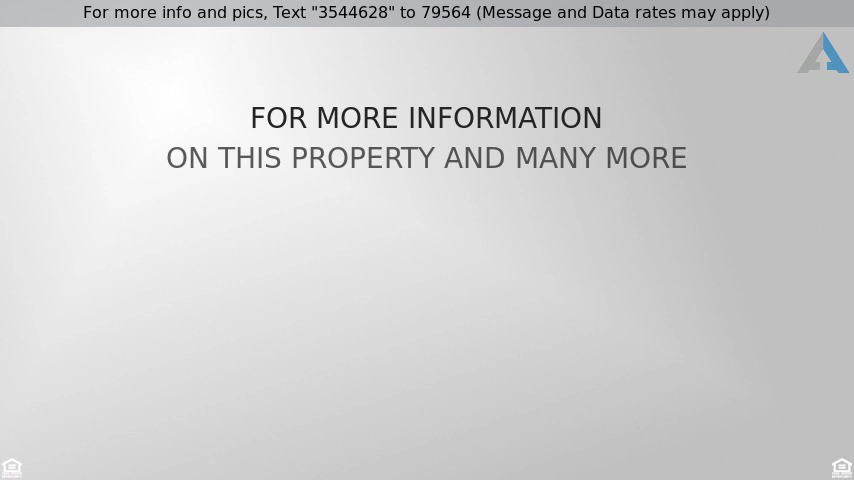 For more info and pics, Text "3544628" to 79564 (Message and Data rates may apply)
FOR MORE INFORMATION
ON THIS PROPERTY AND MANY MORE